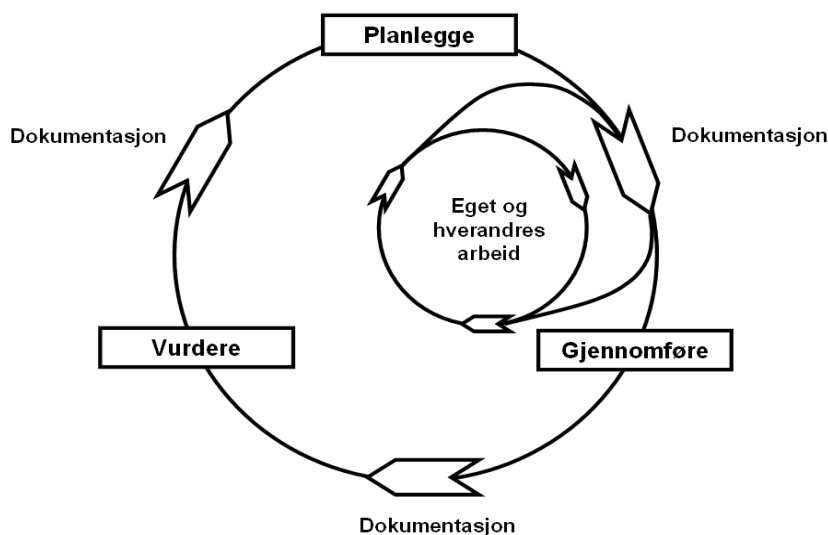 Planlegge
Dokumentasjon
Dokumentasjon
Eget og
hverandres
arbeid
Vurdere
Gjennomføre
Dokumentasjon